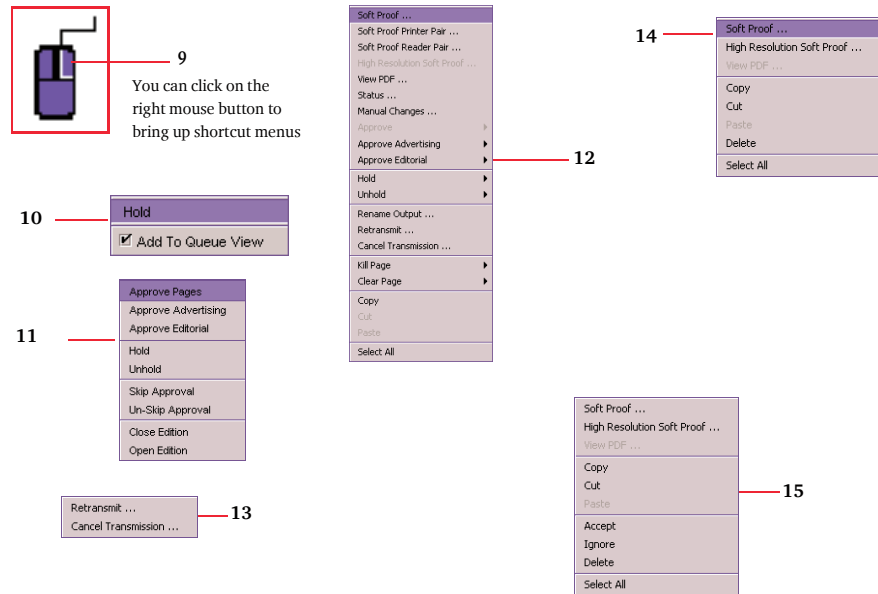 9
You can click on the
right mouse button to
bring up shortcut menus
10
Hold
Add To Queue View
11
Approve Pages
Approve Advertising
Approve Editorial
Hold
Unhold
Skip Approval
Un-Skip Approval
Close Edition
Open Edition
13
Retransmit ...
Cancel Transmission ...
12
Soft Proof ...
Soft Proof Printer Pair ...
Soft Proof Reader Pair ...
High Resolution Soft Proof ...
View PDF ...
Status ...
Manual Changes ...
Approve
Approve Advertising
Approve Editorial
Hold
Unhold
Rename Output ...
Retransmit ...
Cancel Transmission ...
Kill Page
Clear Page
Copy
Cut
Paste
Select All
14
Soft Proof ...
High Resolution Soft Proof ...
View PDF ...
Copy
Cut
Paste
Delete
Select All
15
Soft Proof ...
High Resolution Soft Proof ...
View PDF ...
Copy
Cut
Paste
Accept
Ignore
Delete
Select All